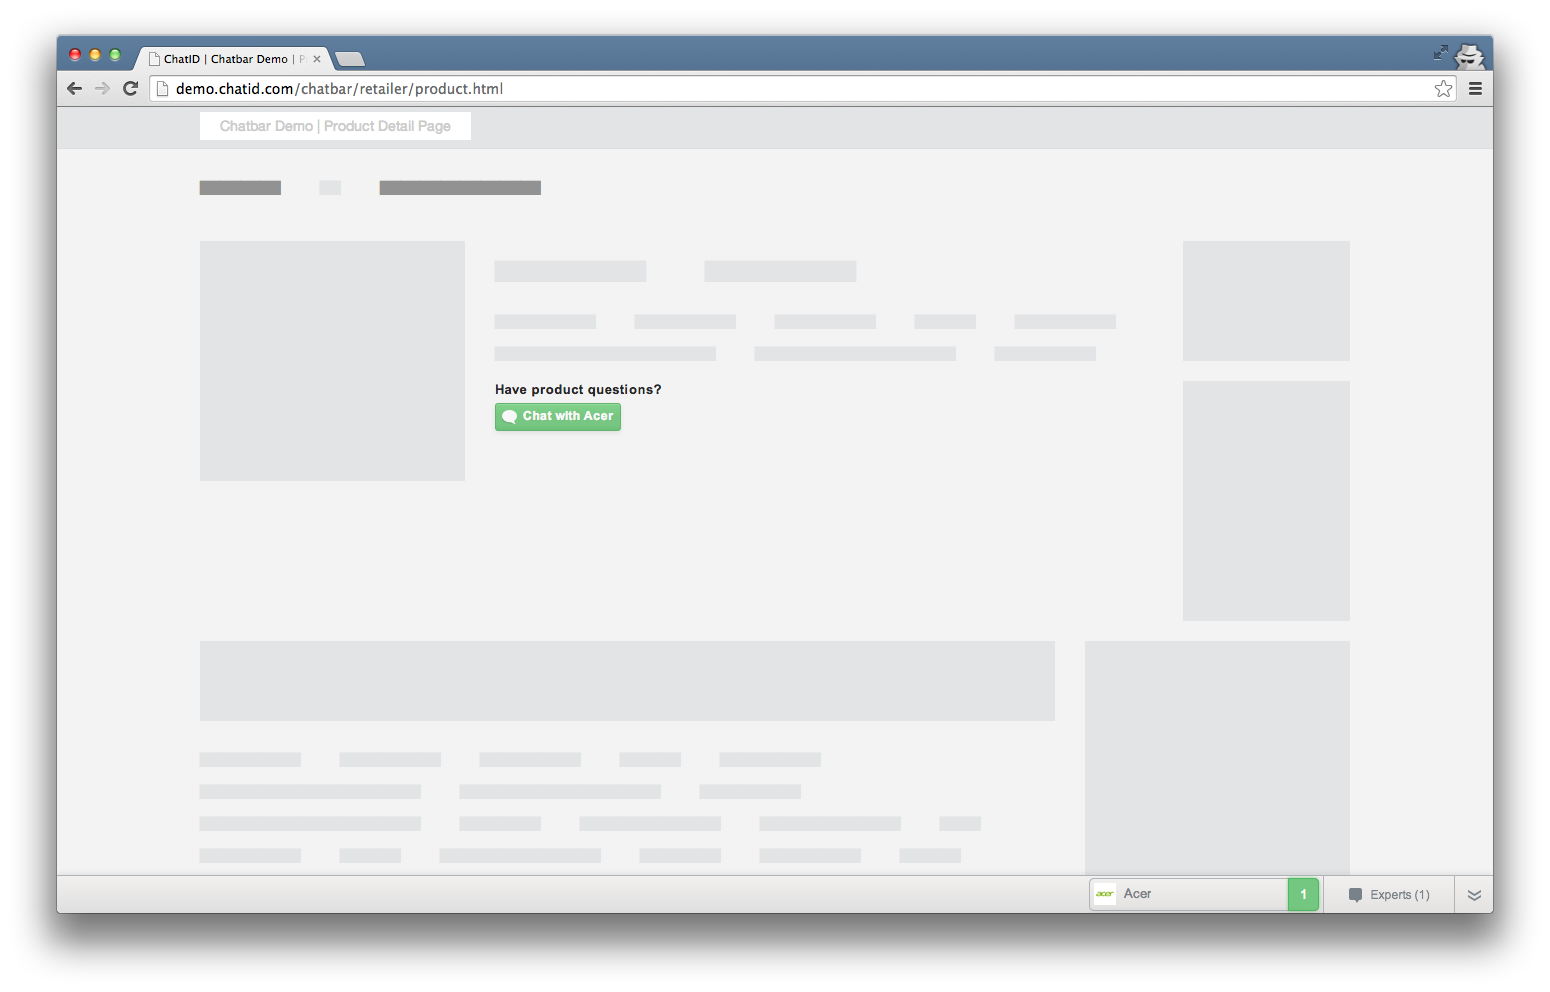 ChatID | Chatbar Demo | P
demo.chatid.com/chatbar/retailer/product.html
Chatbar Demo | Product Detail Page
Have product questions?
Chat with Acer
acer
Acer
1
Experts (1)